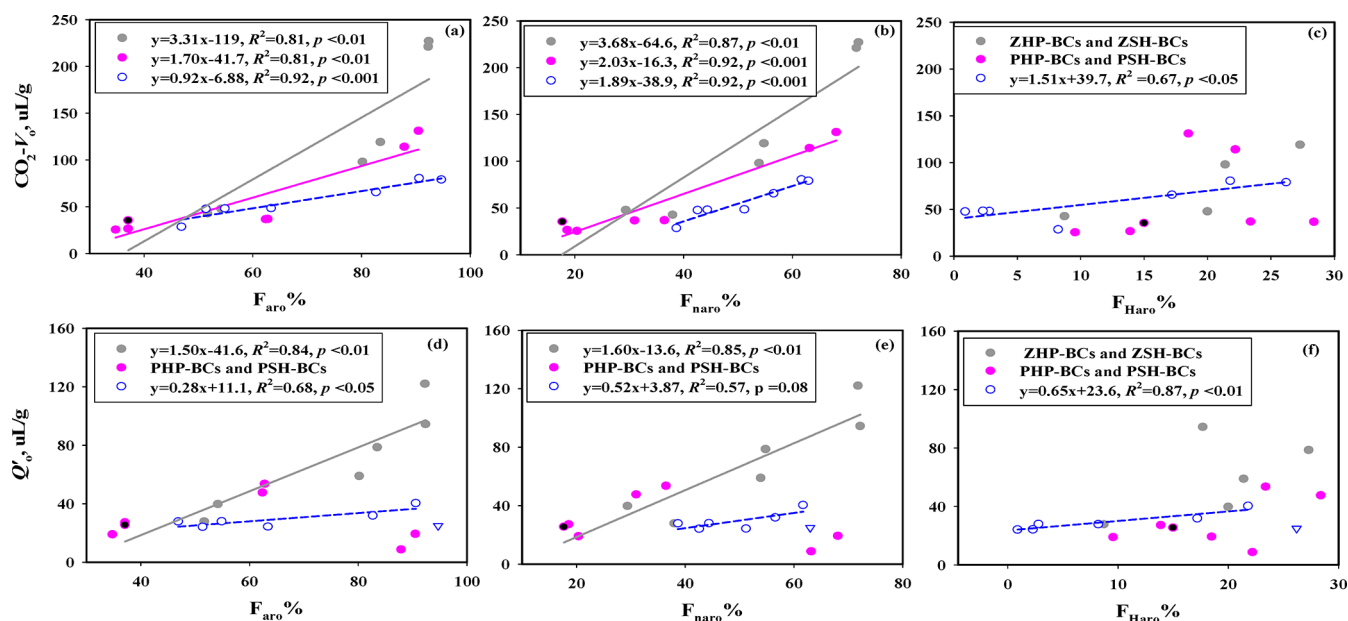 (a)
y=3.31x-119, R²=0.81, p <0.01
y=1.70x-41.7, R²=0.81, p <0.01
y=0.92x-6.88, R²=0.92, p <0.001
CO₂-Vₒ, uL/g
250
200
150
100
50
0
40 60 80 100
Fₐᵣₒ%
(b)
y=3.68x-64.6, R²=0.87, p <0.01
y=2.03x-16.3, R²=0.92, p <0.001
y=1.89x-38.9, R²=0.92, p <0.001
250
200
150
100
50
0
20 40 60 80
Fₙₐᵣₒ%
(c)
ZHP-BCs and ZSH-BCs
PHP-BCs and PSH-BCs
y=1.51x+39.7, R² =0.67, p <0.05
250
200
150
100
50
0
0 5 10 15 20 25 30
F_Haro%
(d)
y=1.50x-41.6, R²=0.84, p <0.01
PHP-BCs and PSH-BCs
y=0.28x+11.1, R²=0.68, p <0.05
Q'ₒ, uL/g
160
120
80
40
0
40 60 80 100
Fₐᵣₒ%
(e)
y=1.60x-13.6, R²=0.85, p <0.01
PHP-BCs and PSH-BCs
y=0.52x+3.87, R²=0.57, p =0.08
160
120
80
40
0
20 40 60 80
Fₙₐᵣₒ%
(f)
ZHP-BCs and ZSH-BCs
PHP-BCs and PSH-BCs
y=0.65x+23.6, R²=0.87, p <0.01
160
120
80
40
0
0 10 20 30
F_Haro%